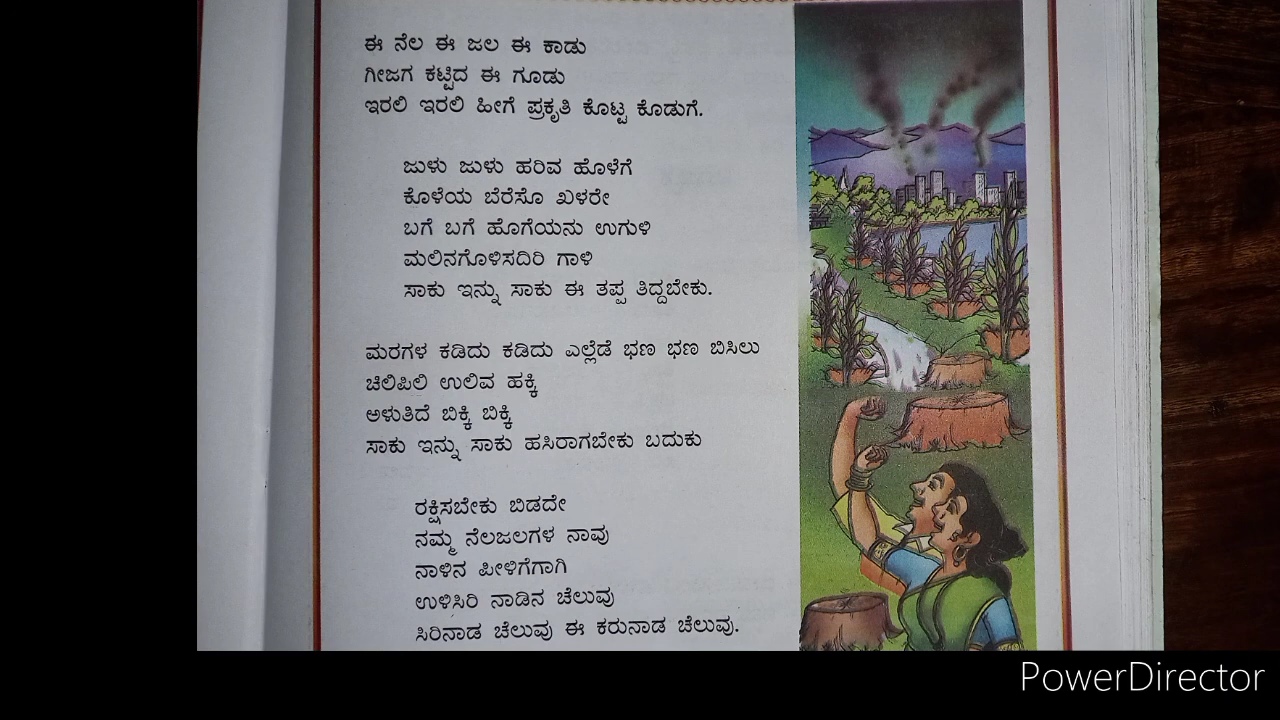 ಈ ನೆಲ ಈ ಜಲ ಈ ಕಾಡು
ಗೀಜಗ ಕಟ್ಟಿದ ಈ ಗೂಡು
ಇರಲಿ ಇರಲಿ ಹೀಗೆ ಪ್ರಕೃತಿ ಕೊಟ್ಟ ಕೊಡುಗೆ.
ಜುಳು ಜುಳು ಹರಿವ ಹೊಳೆಗೆ
ಕೊಳೆಯ ಬೆರೆಸೊ ಖಳರೇ
ಬಗೆ ಬಗೆ ಹೊಗೆಯನು ಉಗುಳಿ
ಮಲಿನಗೊಳಿಸದಿರಿ ಗಾಳಿ
ಸಾಕು ಇನ್ನು ಸಾಕು ಈ ತಪ್ಪ ತಿದ್ದಬೇಕು.
ಮರಗಳ ಕಡಿದು ಕಡಿದು ಎಲ್ಲೆಡೆ ಭಣ ಭಣ ಬಿಸಿಲು
ಚಿಲಿಪಿಲಿ ಉಲಿವ ಹಕ್ಕಿ
ಅಳುತಿದೆ ಬಿಕ್ಕಿ ಬಿಕ್ಕಿ
ಸಾಕು ಇನ್ನು ಸಾಕು ಹಸಿರಾಗಬೇಕು ಬದುಕು
ರಕ್ಷಿಸಬೇಕು ಬಿಡದೇ
ನಮ್ಮ ನೆಲಜಲಗಳ ನಾವು
ನಾಳಿನ ಪೀಳಿಗೆಗಾಗಿ
ಉಳಿಸಿರಿ ನಾಡಿನ ಚೆಲುವು
ಸಿರಿನಾಡ ಚೆಲುವು ಈ ಕರುನಾಡ ಚೆಲುವು.
PowerDirector